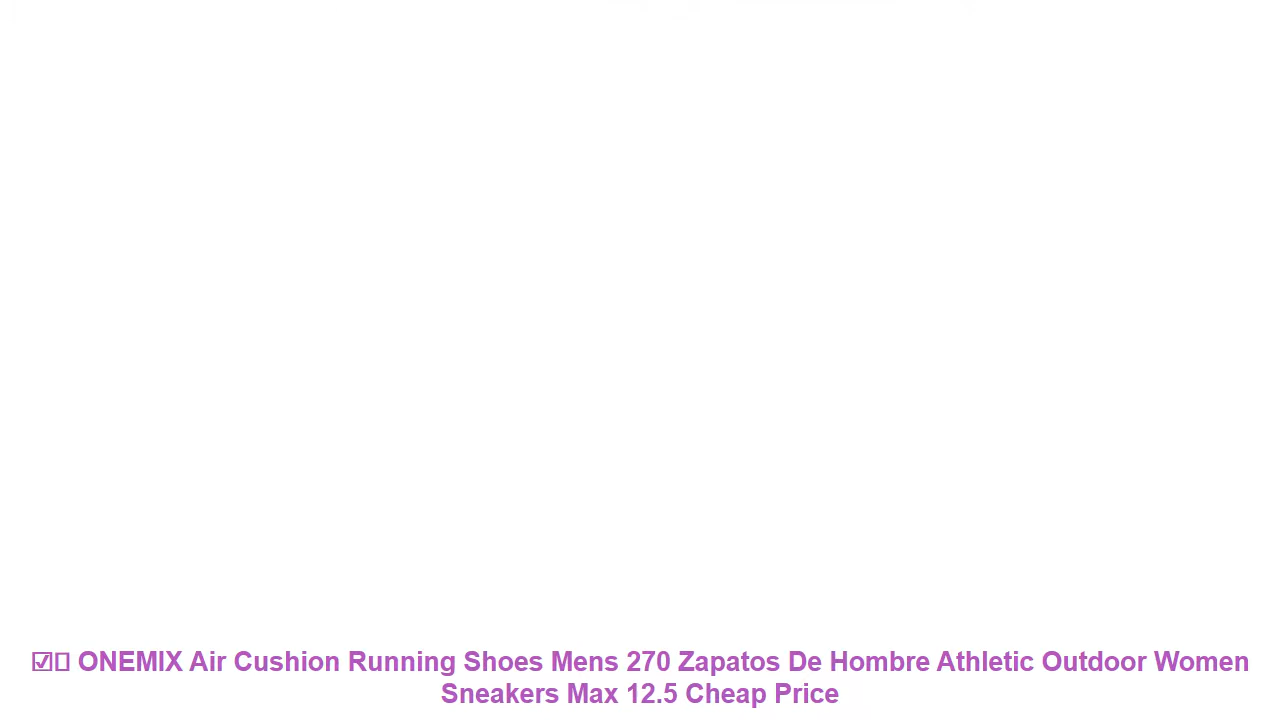 ☑️ ONEMIX Air Cushion Running Shoes Mens 270 Zapatos De Hombre Athletic Outdoor Women
Sneakers Max 12.5 Cheap Price